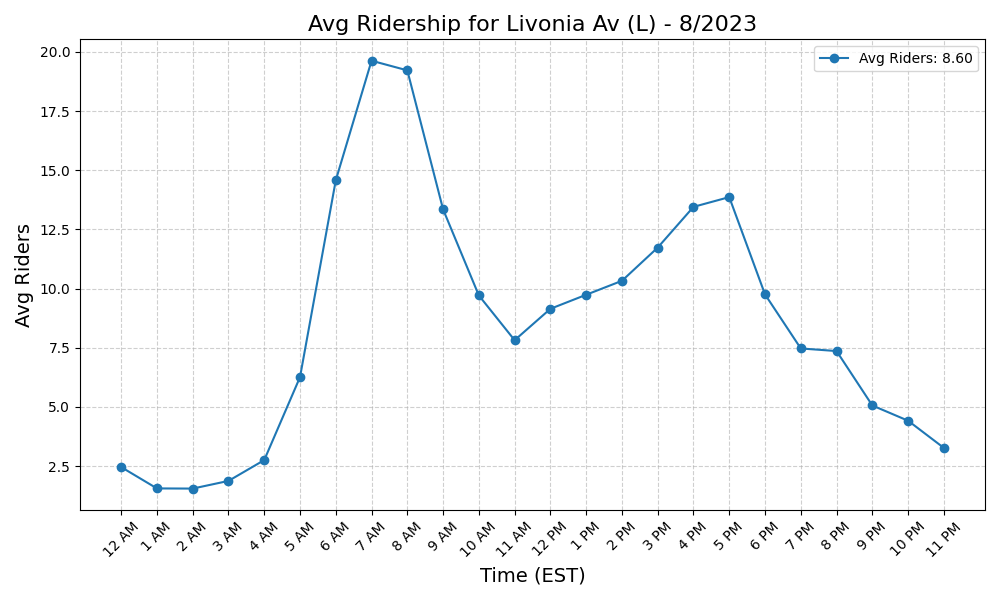 Avg Ridership for Livonia Av (L) - 8/2023
Avg Riders: 8.60
Avg Riders
20.0
17.5
15.0
12.5
10.0
7.5
5.0
2.5
12 AM
1 AM
2 AM
3 AM
4 AM
5 AM
6 AM
7 AM
8 AM
9 AM
10 AM
11 AM
12 PM
1 PM
2 PM
3 PM
4 PM
5 PM
6 PM
7 PM
8 PM
9 PM
10 PM
11 PM
Time (EST)